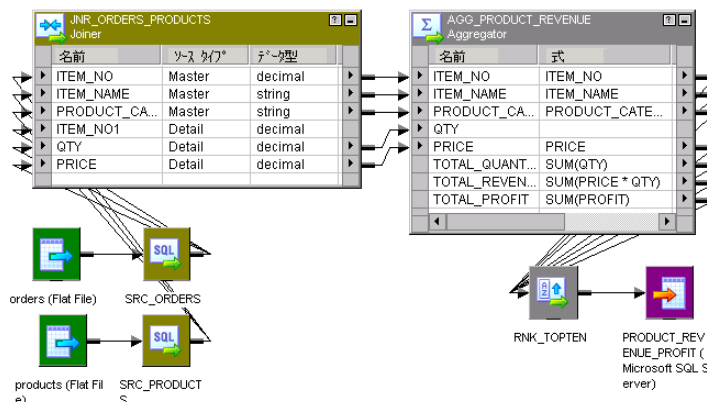 JNR_ORDERS_PRODUCTS
Joiner
名前 ソース タイプ データ型
ITEM_NO Master decimal
ITEM_NAME Master string
PRODUCT_CA... Master string
ITEM_NO1 Detail decimal
QTY Detail decimal
PRICE Detail decimal
AGG_PRODUCT_REVENUE
Aggregator
名前 式
ITEM_NO ITEM_NO
ITEM_NAME ITEM_NAME
PRODUCT_CA... PRODUCT_CATE...
QTY
PRICE PRICE
TOTAL_QUANT... SUM(QTY)
TOTAL_REVEN... SUM(PRICE * QTY)
TOTAL_PROFIT SUM(PROFIT)
SQL
orders (Flat File)
SRC_ORDERS
SQL
products (Flat Fil
e)
SRC_PRODUCT
S
A
Z
RNK_TOPTEN
PRODUCT_REV
ENUE_PROFIT (
Microsoft SQL S
erver)